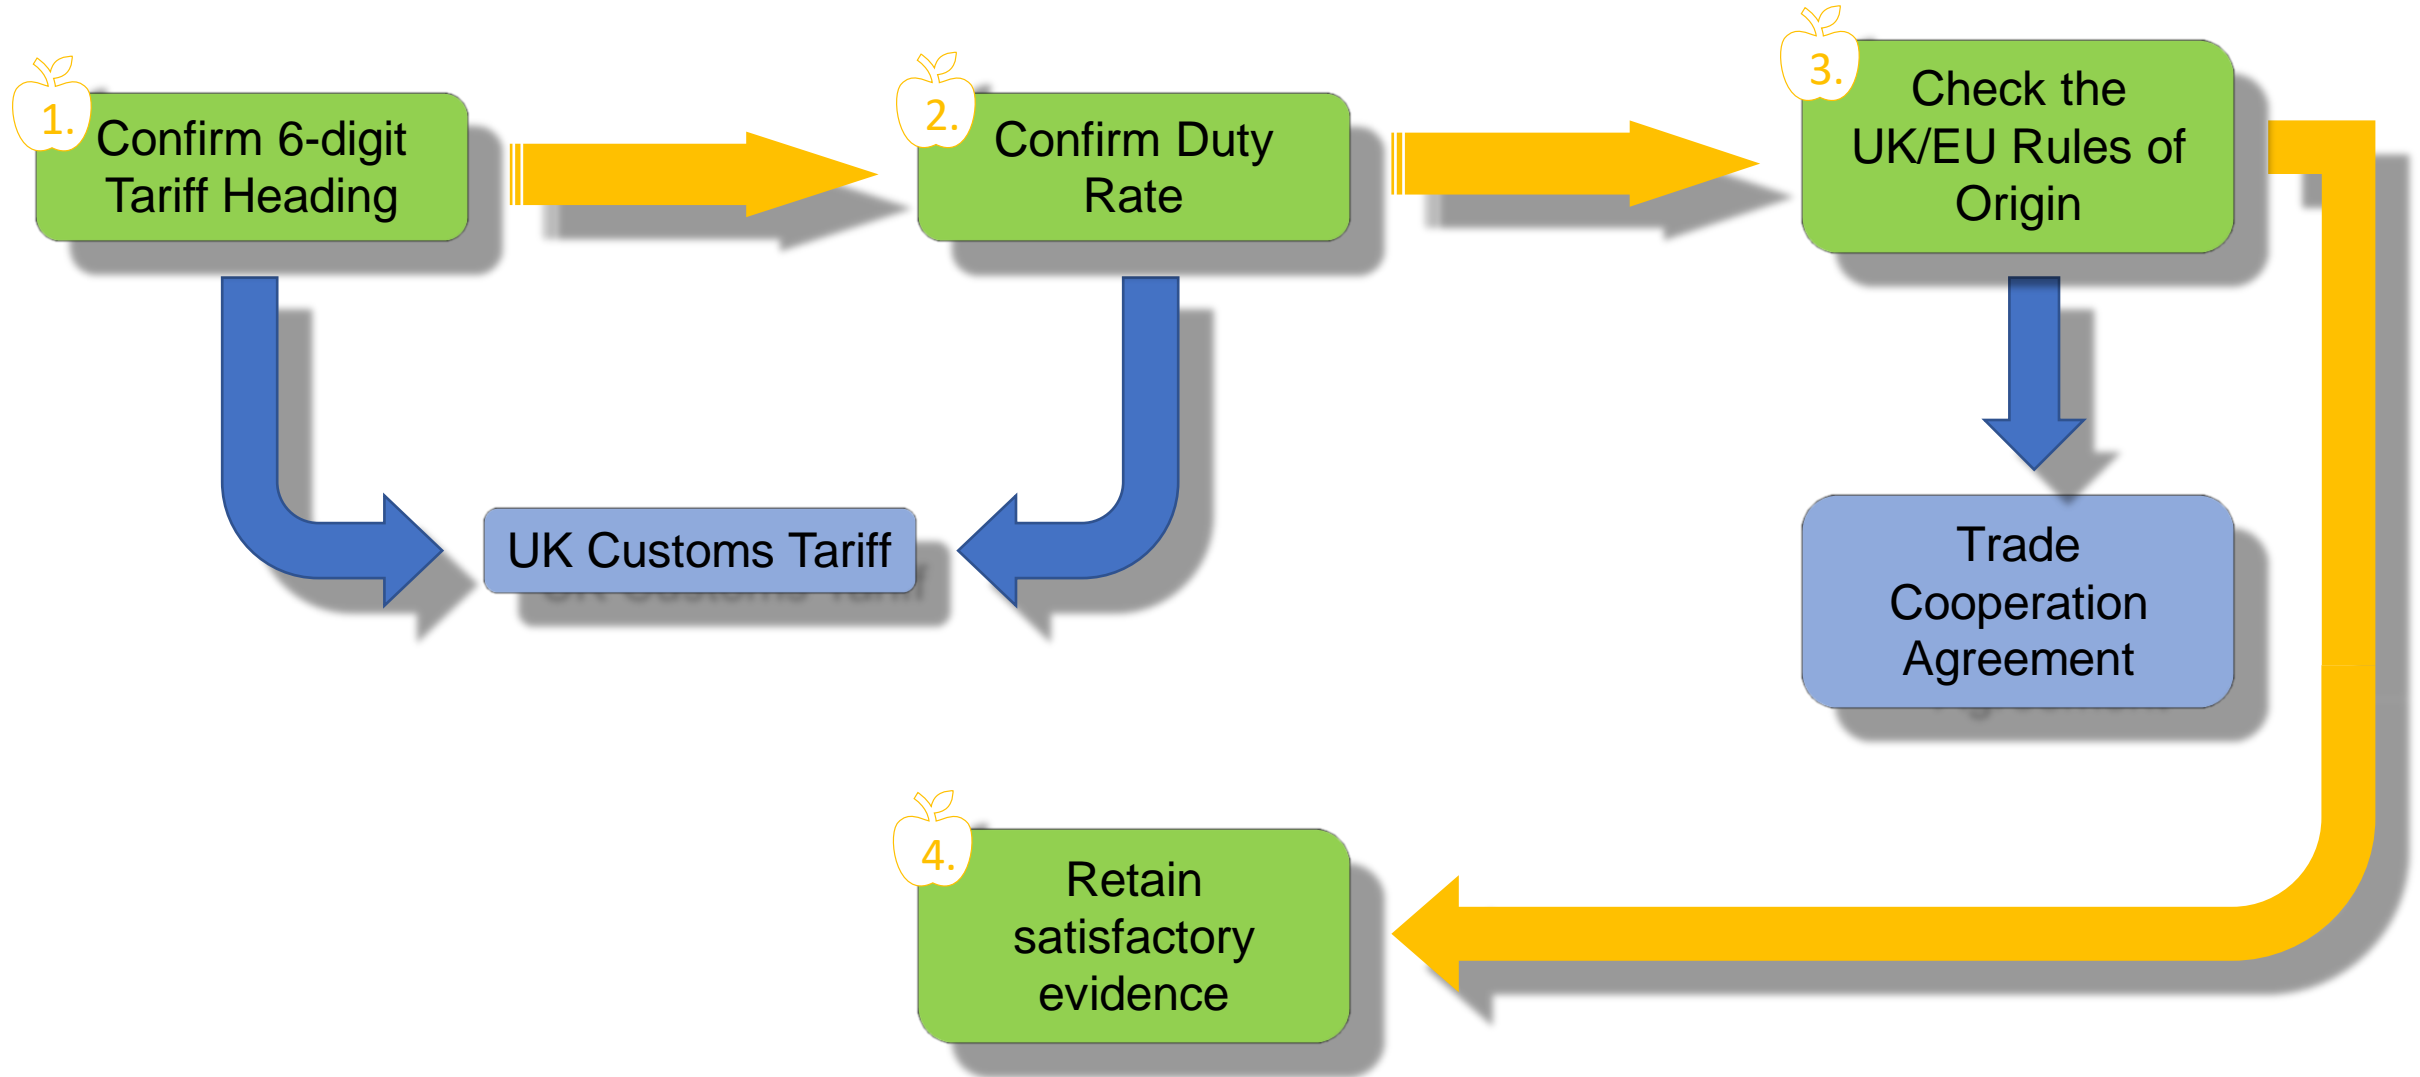 1.
Confirm 6-digit
Tariff Heading
2.
Confirm Duty
Rate
3.
Check the
UK/EU Rules of
Origin
UK Customs Tariff
Trade
Cooperation
Agreement
4.
Retain
satisfactory
evidence